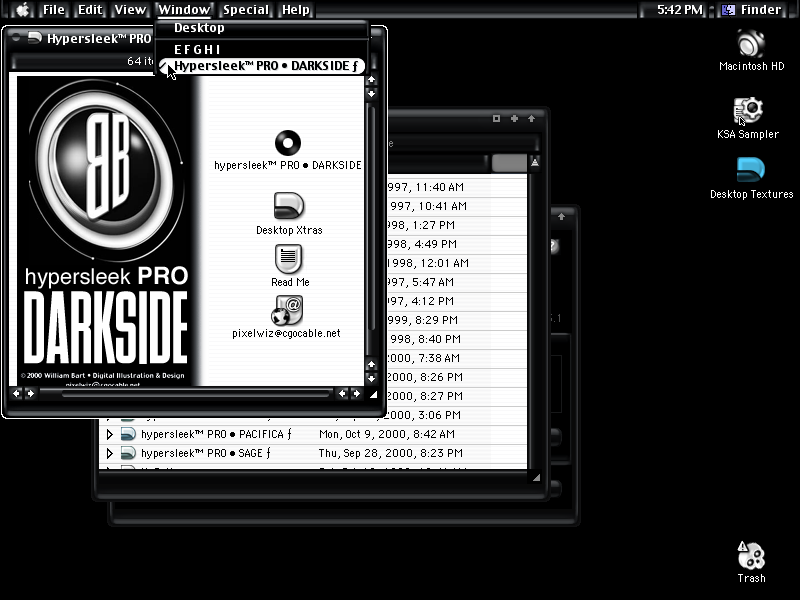 File Edit View Window Special Help 5:42 PM Finder
Desktop
E F G H I
Hypersleek™ PRO • DARKSIDE ƒ
Hypersleek™ PRO
BB
hypersleek PRO
DARKSIDE
© 2000 William Bart • Digital Illustration & Design
pixelwiz@cgocable.net
hypersleek™ PRO • DARKSIDE
Desktop Xtras
Read Me
pixelwiz@cgocable.net
997, 11:40 AM
997, 10:41 AM
998, 1:27 PM
998, 4:49 PM
1998, 12:01 AM
997, 5:47 AM
997, 4:12 PM
999, 8:29 PM
998, 8:40 PM
2000, 7:38 AM
2000, 8:26 PM
2000, 8:27 PM
2000, 3:06 PM
hypersleek™ PRO • PACIFICA ƒ Mon, Oct 9, 2000, 8:42 AM
hypersleek™ PRO • SAGE ƒ Thu, Sep 28, 2000, 8:23 PM
Macintosh HD
KSA Sampler
Desktop Textures
Trash